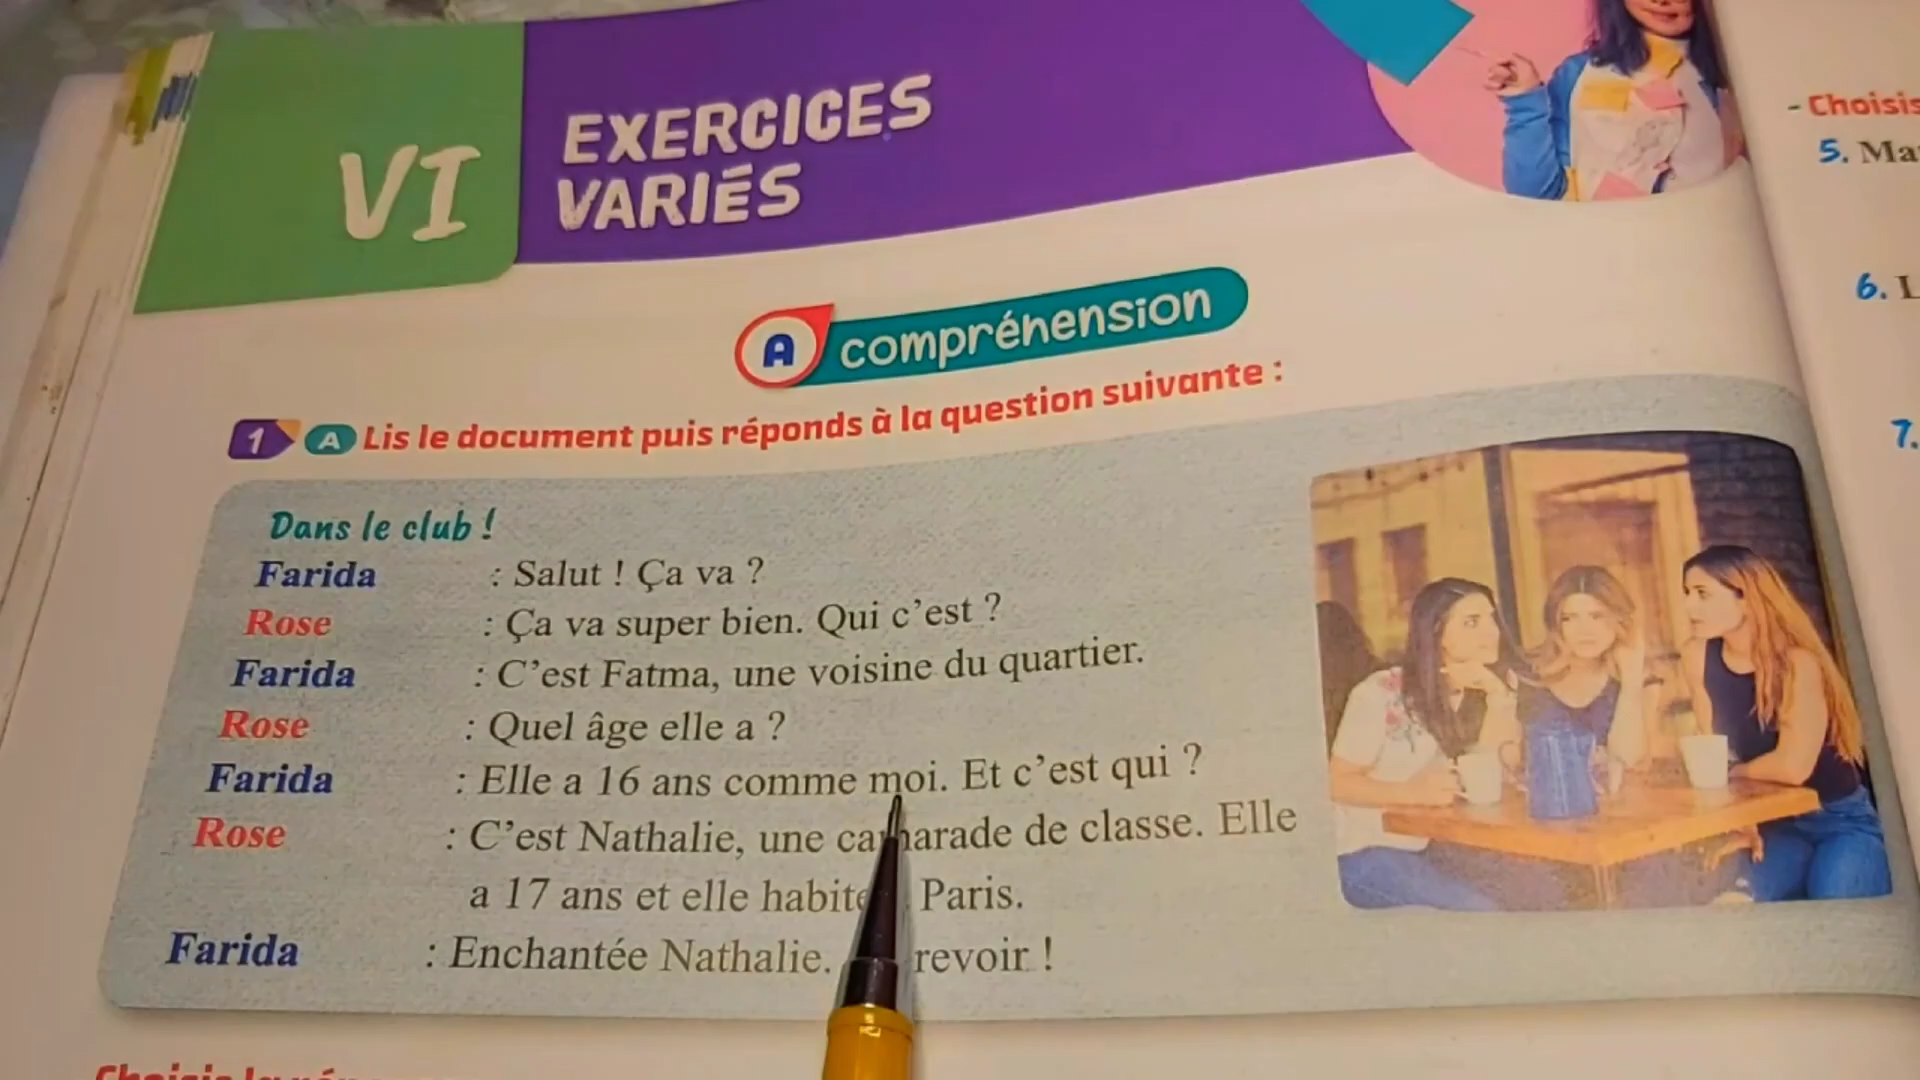 VI
EXERCICES
VARIÉS
A compréhension
1 A Lis le document puis réponds à la question suivante :
Dans le club !
Farida : Salut ! Ça va ?
Rose : Ça va super bien. Qui c'est ?
Farida : C'est Fatma, une voisine du quartier.
Rose : Quel âge elle a ?
Farida : Elle a 16 ans comme moi. Et c'est qui ?
Rose : C'est Nathalie, une camarade de classe. Elle
a 17 ans et elle habite Paris.
Farida : Enchantée Nathalie. revoir !
- Choisis
5.
6.
7.